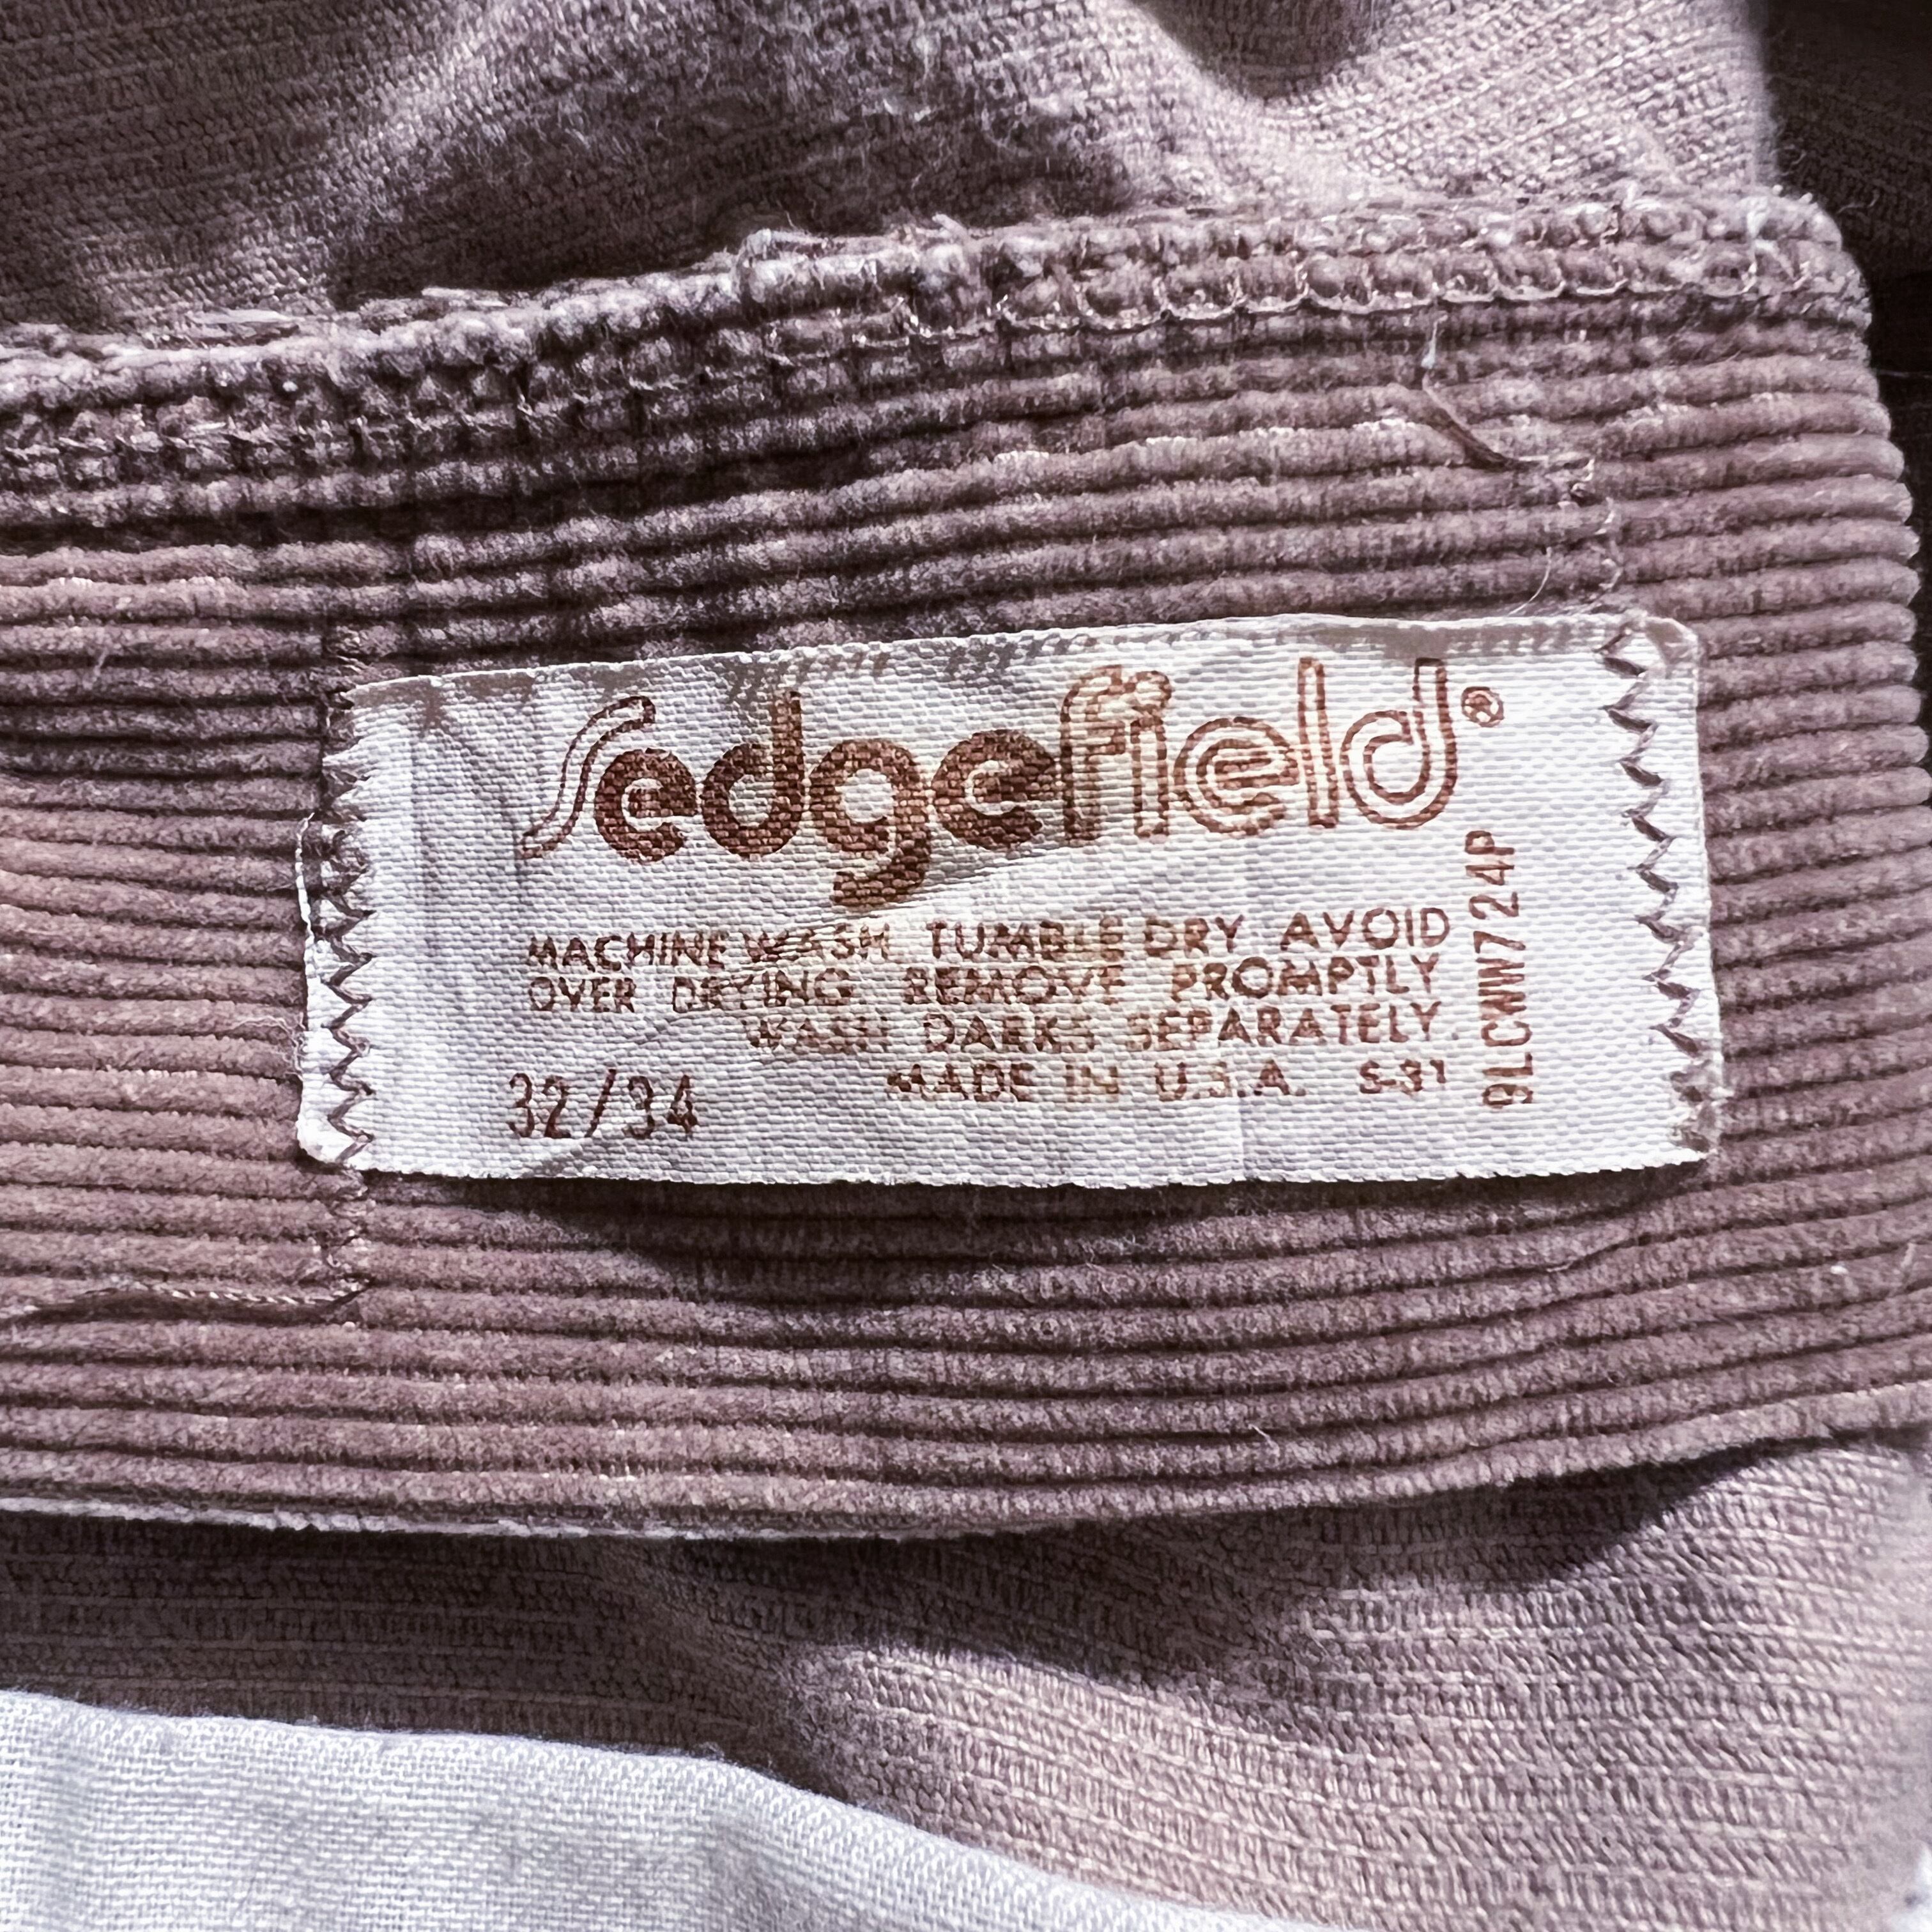 Sedgefield®
MACHINE WASH TUMBLE DRY AVOID
OVER DRYING REMOVE PROMPTLY
WASH DARKS SEPARATELY.
MADE IN U.S.A. S-31
32/34
9LCWW724P